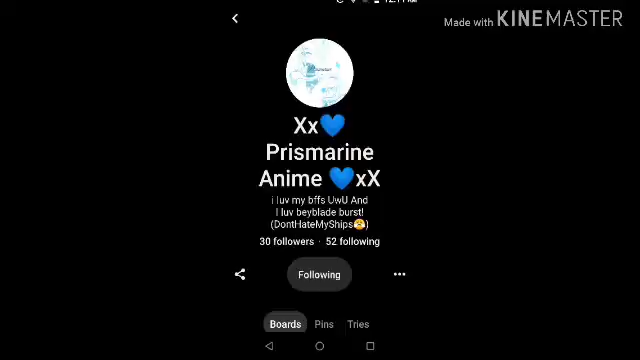 Made with KINEMASTER
Xx💙
Prismarine
Anime 💙xX
i luv my bffs UwU And
I luv beyblade burst!
(DontHateMyShips😤)
30 followers · 52 following
Following
Boards Pins Tries